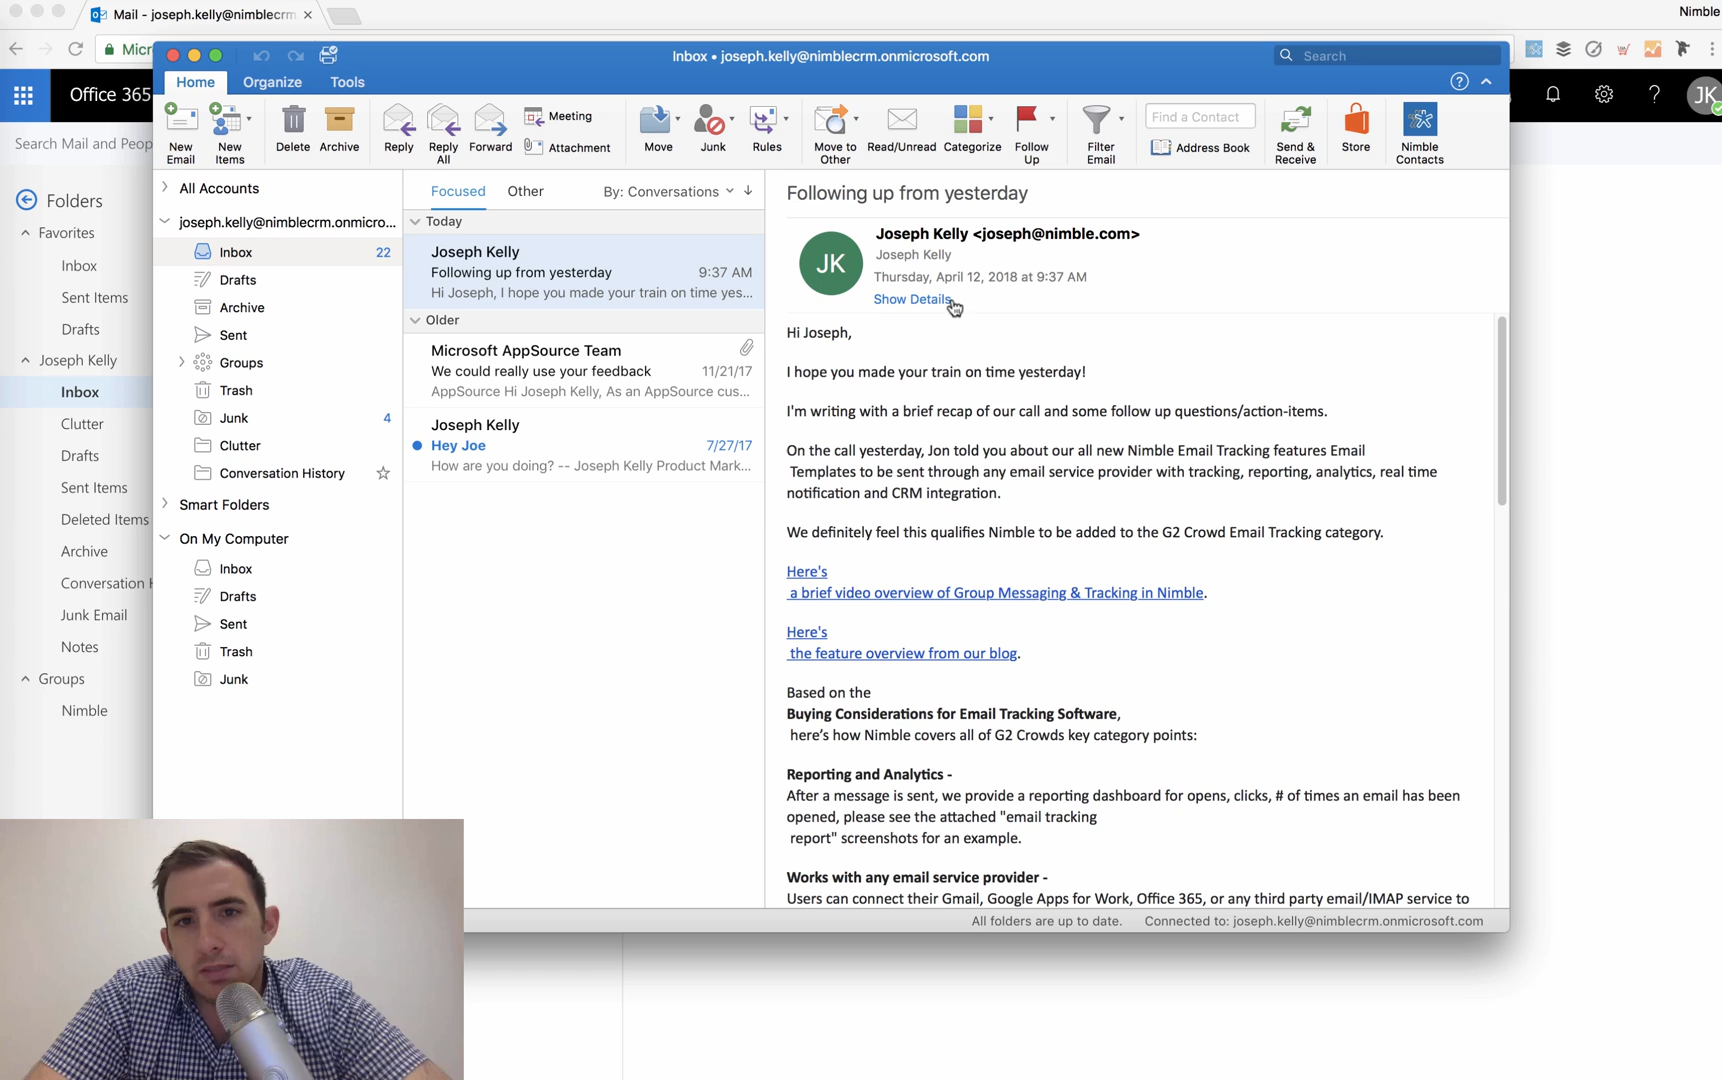 Mail - joseph.kelly@nimblecrm
Nimble
Micr
Office 365
JK
Search Mail and Peop
Folders
Favorites
Inbox
Sent Items
Drafts
Joseph Kelly
Inbox
Clutter
Drafts
Sent Items
Deleted Items
Archive
Conversation H
Junk Email
Notes
Groups
Nimble
Inbox • joseph.kelly@nimblecrm.onmicrosoft.com
Search
Home
Organize
Tools
New Email
New Items
Delete
Archive
Reply
Reply All
Forward
Meeting
Attachment
Move
Junk
Rules
Move to Other
Read/Unread
Categorize
Follow Up
Filter Email
Find a Contact
Address Book
Send & Receive
Store
Nimble Contacts
All Accounts
joseph.kelly@nimblecrm.onmicro...
Inbox 22
Drafts
Archive
Sent
Groups
Trash
Junk 4
Clutter
Conversation History
Smart Folders
On My Computer
Inbox
Drafts
Sent
Trash
Junk
Focused
Other
By: Conversations
Today
Joseph Kelly
Following up from yesterday 9:37 AM
Hi Joseph, I hope you made your train on time yes...
Older
Microsoft AppSource Team
We could really use your feedback 11/21/17
AppSource Hi Joseph Kelly, As an AppSource cus...
Joseph Kelly
Hey Joe 7/27/17
How are you doing? -- Joseph Kelly Product Mark...
Following up from yesterday
JK
Joseph Kelly <joseph@nimble.com>
Joseph Kelly
Thursday, April 12, 2018 at 9:37 AM
Show Details
Hi Joseph,
I hope you made your train on time yesterday!
I'm writing with a brief recap of our call and some follow up questions/action-items.
On the call yesterday, Jon told you about our all new Nimble Email Tracking features Email
Templates to be sent through any email service provider with tracking, reporting, analytics, real time
notification and CRM integration.
We definitely feel this qualifies Nimble to be added to the G2 Crowd Email Tracking category.
Here's
a brief video overview of Group Messaging & Tracking in Nimble.
Here's
the feature overview from our blog.
Based on the
Buying Considerations for Email Tracking Software,
here's how Nimble covers all of G2 Crowds key category points:
Reporting and Analytics -
After a message is sent, we provide a reporting dashboard for opens, clicks, # of times an email has been
opened, please see the attached "email tracking
report" screenshots for an example.
Works with any email service provider -
Users can connect their Gmail, Google Apps for Work, Office 365, or any third party email/IMAP service to
All folders are up to date.
Connected to: joseph.kelly@nimblecrm.onmicrosoft.com